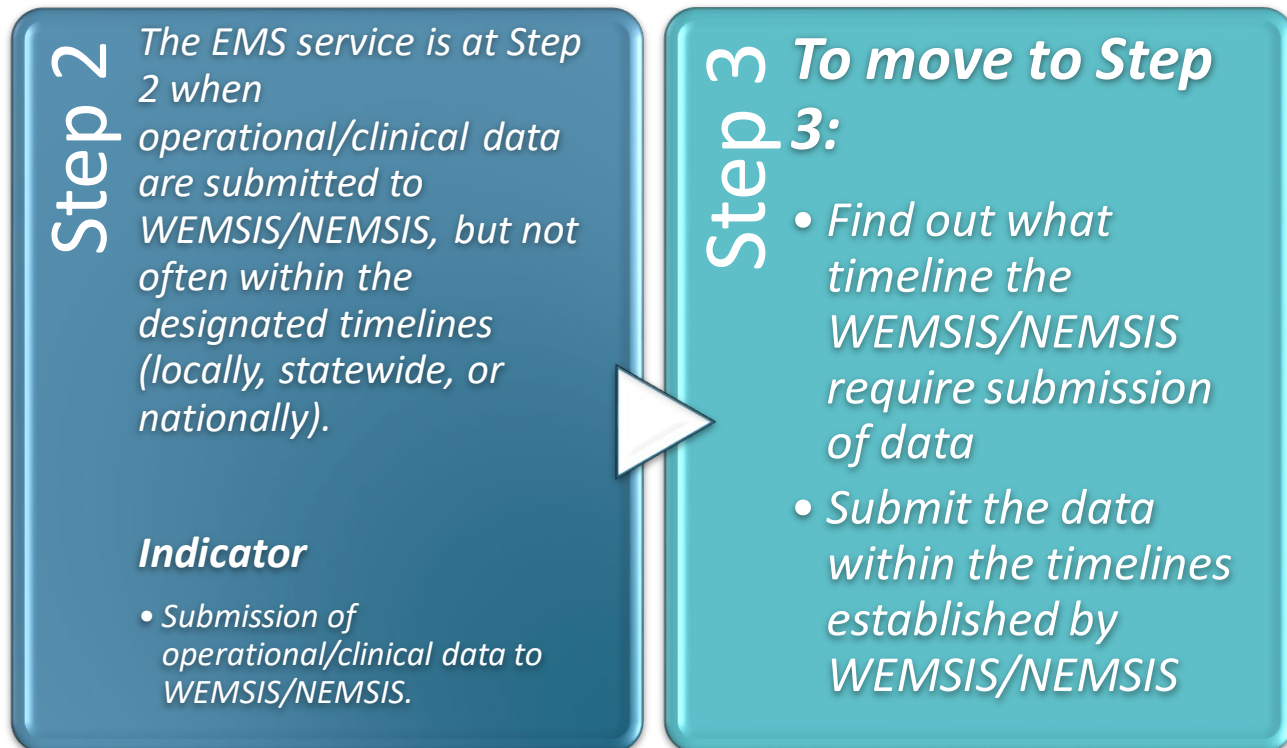 Step 2
The EMS service is at Step
2 when
operational/clinical data
are submitted to
WEMSIS/NEMSIS, but not
often within the
designated timelines
(locally, statewide, or
nationally).
Indicator
• Submission of
operational/clinical data to
WEMSIS/NEMSIS.
Step 3
To move to Step
3:
• Find out what
timeline the
WEMSIS/NEMSIS
require submission
of data
• Submit the data
within the timelines
established by
WEMSIS/NEMSIS